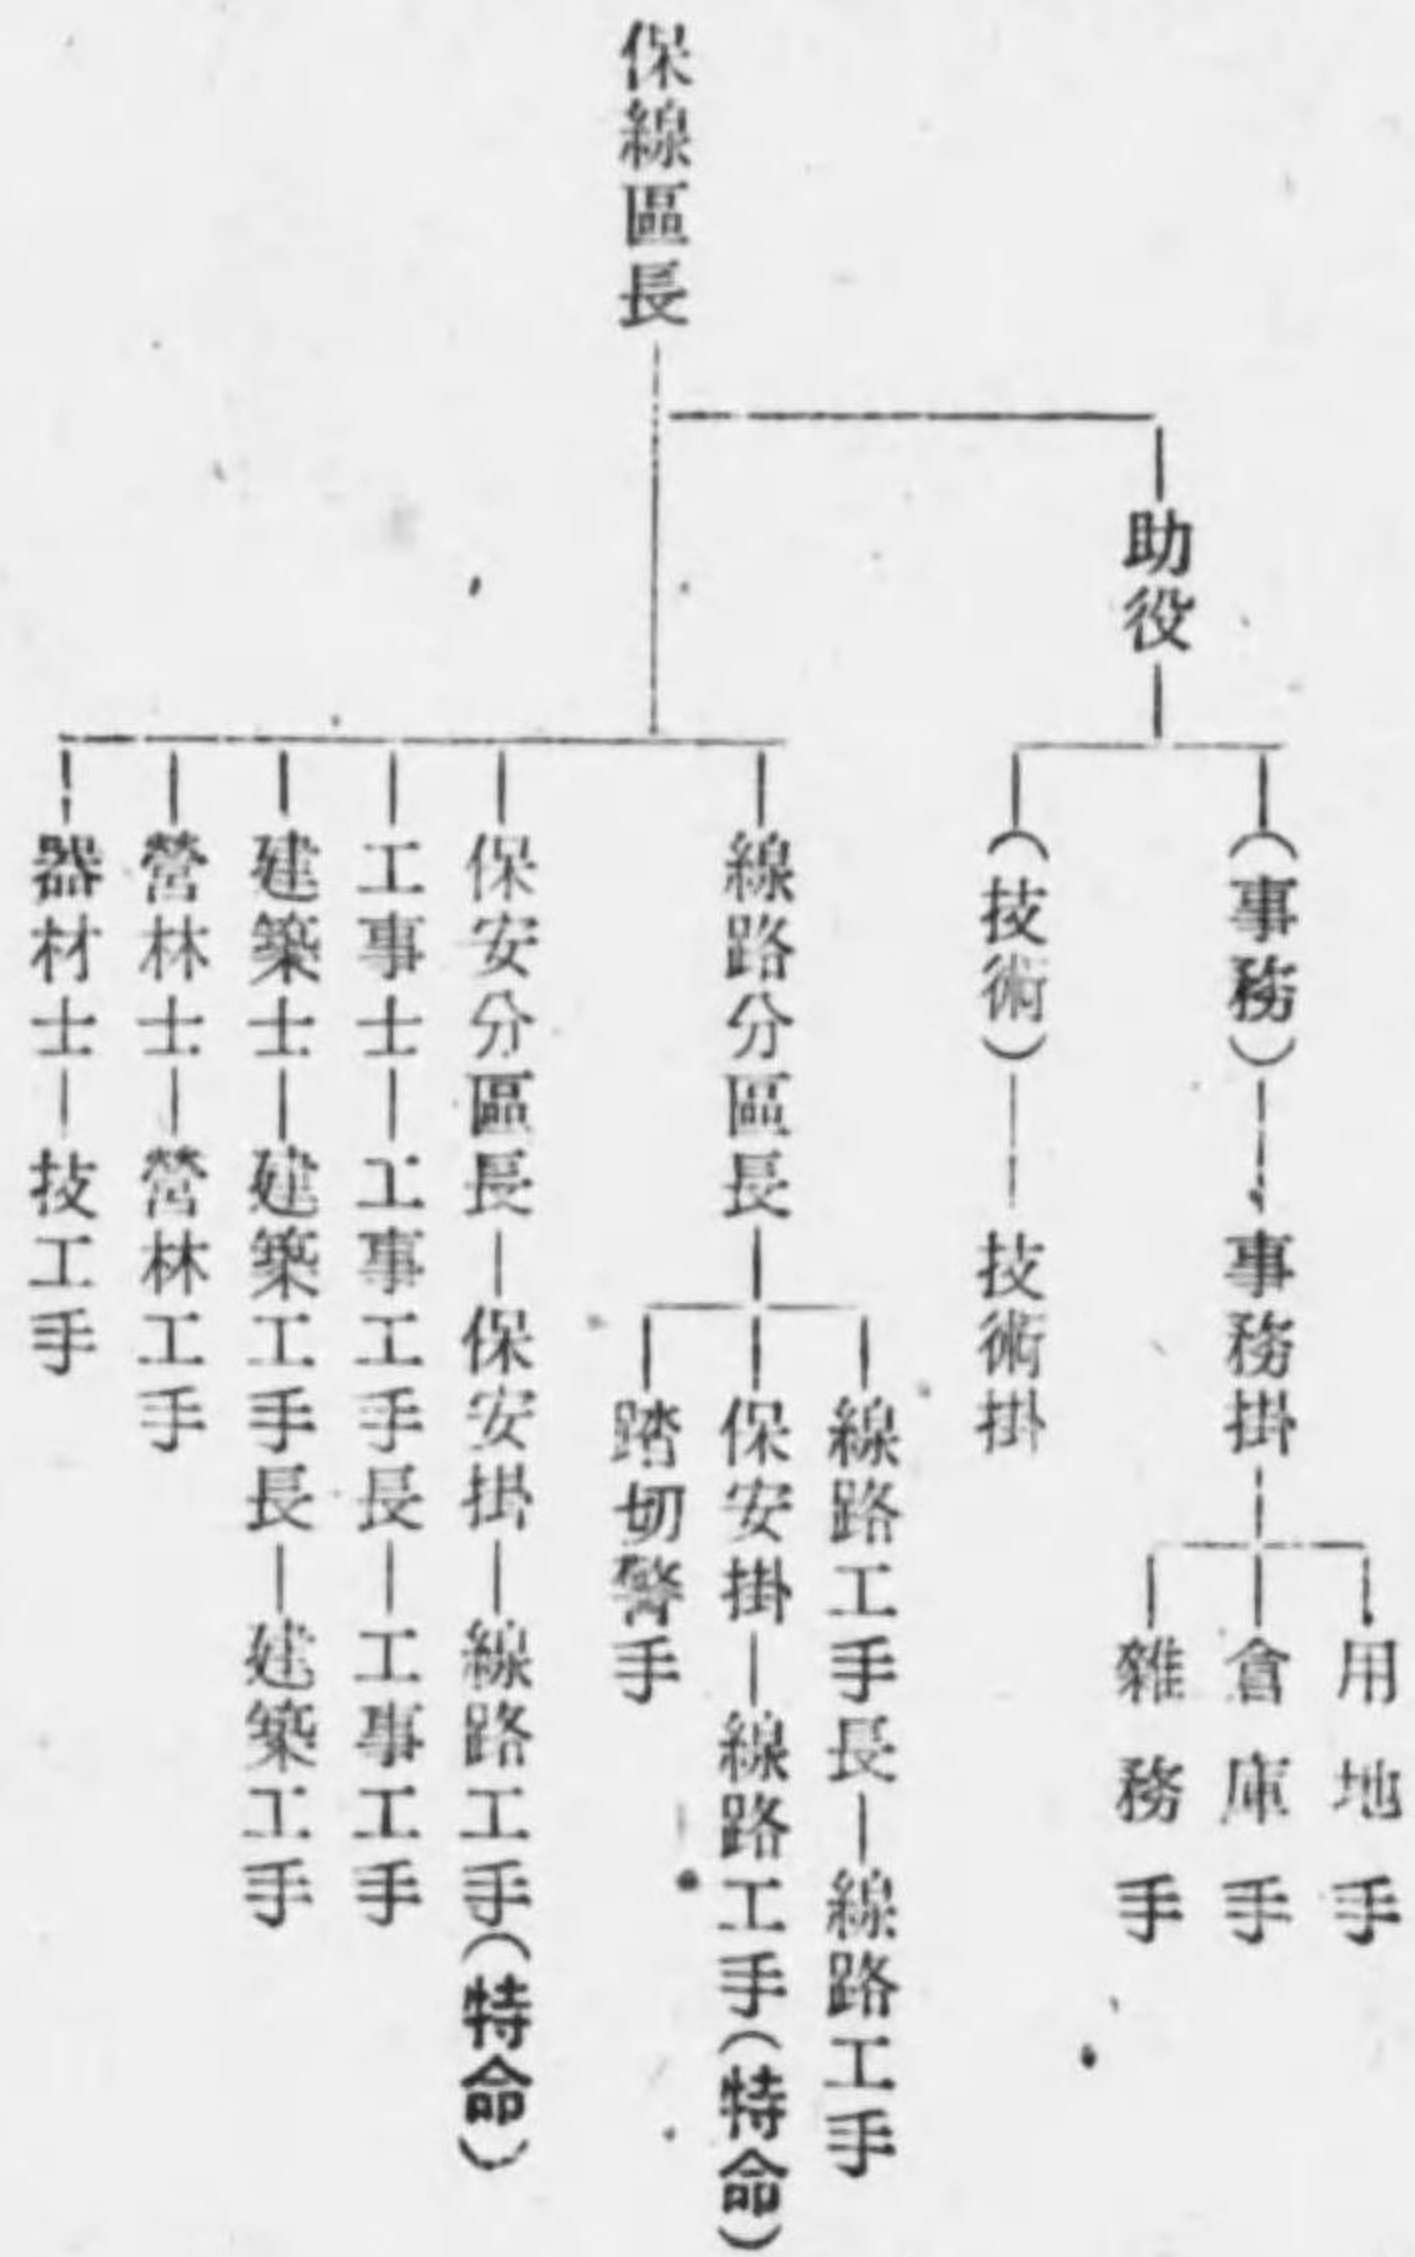 保線區長
助役
(事務)
事務掛
用地手
倉庫手
雜務手
(技術)
技術掛
線路分區長
線路工手長
線路工手
保安掛
線路工手(特命)
踏切警手
保安分區長
保安掛
線路工手(特命)
工事士
工事工手長
工事工手
建築士
建築工手長
建築工手
營林士
營林工手
器材士
技工手